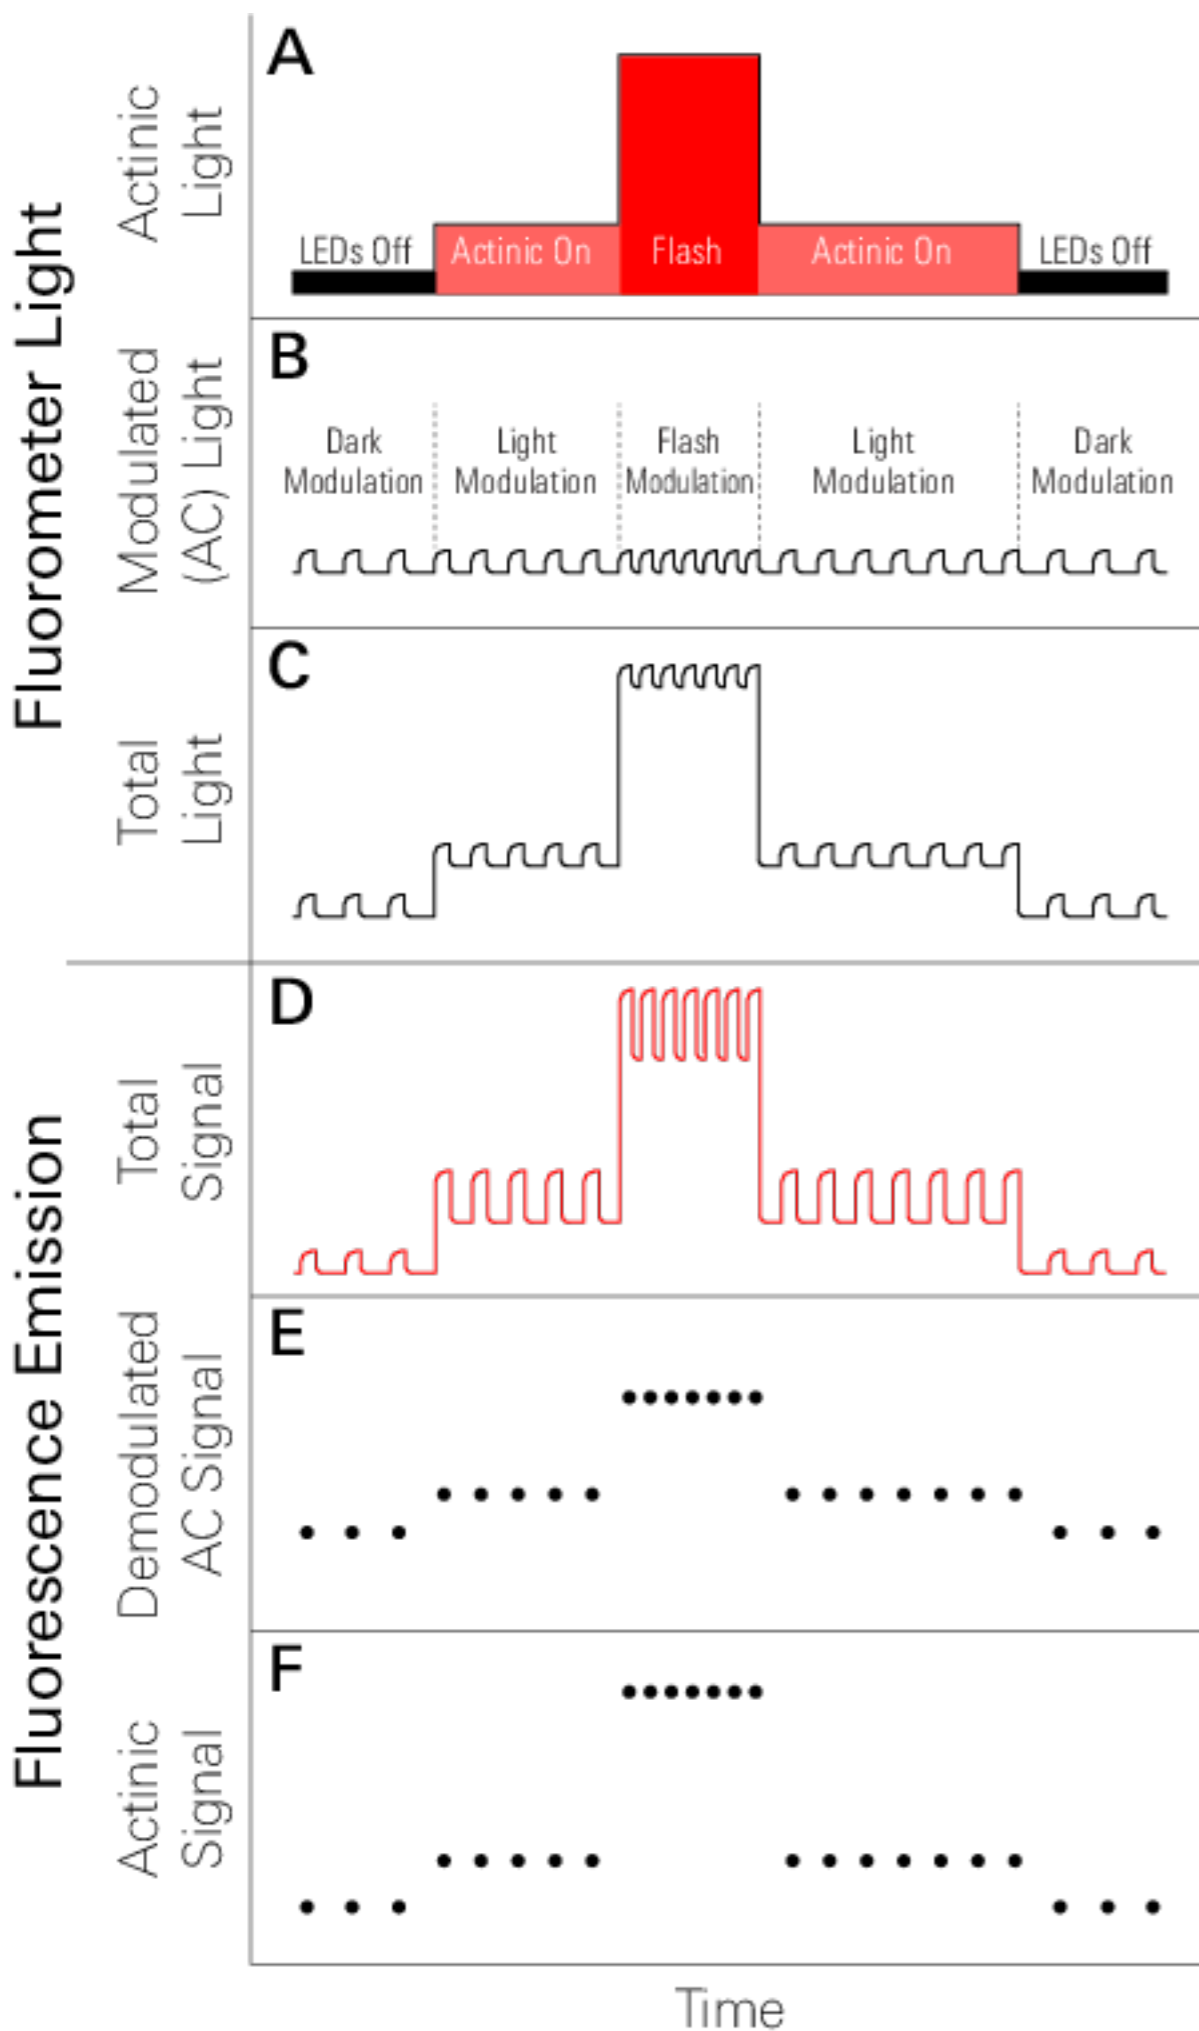 Fluorometer Light
Actinic
Light
A
LEDs Off
Actinic On
Flash
Actinic On
LEDs Off
Modulated
(AC) Light
B
Dark
Modulation
Light
Modulation
Flash
Modulation
Light
Modulation
Dark
Modulation
Total
Light
C
Fluorescence Emission
Total
Signal
D
Demodulated
AC Signal
E
Actinic
Signal
F
Time